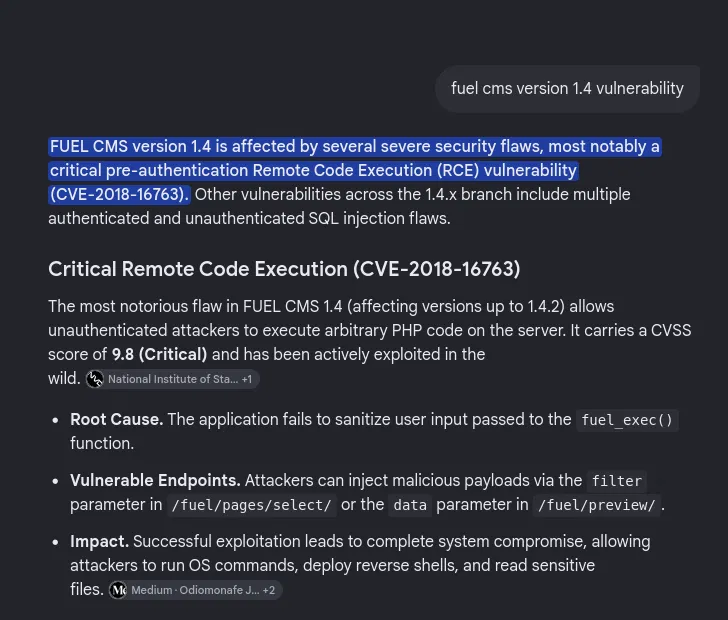 fuel cms version 1.4 vulnerability
FUEL CMS version 1.4 is affected by several severe security flaws, most notably a
critical pre-authentication Remote Code Execution (RCE) vulnerability
(CVE-2018-16763). Other vulnerabilities across the 1.4.x branch include multiple
authenticated and unauthenticated SQL injection flaws.
Critical Remote Code Execution (CVE-2018-16763)
The most notorious flaw in FUEL CMS 1.4 (affecting versions up to 1.4.2) allows
unauthenticated attackers to execute arbitrary PHP code on the server. It carries a CVSS
score of 9.8 (Critical) and has been actively exploited in the
wild. National Institute of Sta... +1
• Root Cause. The application fails to sanitize user input passed to the fuel_exec()
function.
• Vulnerable Endpoints. Attackers can inject malicious payloads via the filter
parameter in /fuel/pages/select/ or the data parameter in /fuel/preview/.
• Impact. Successful exploitation leads to complete system compromise, allowing
attackers to run OS commands, deploy reverse shells, and read sensitive
files. Medium · Odiomonafe J... +2